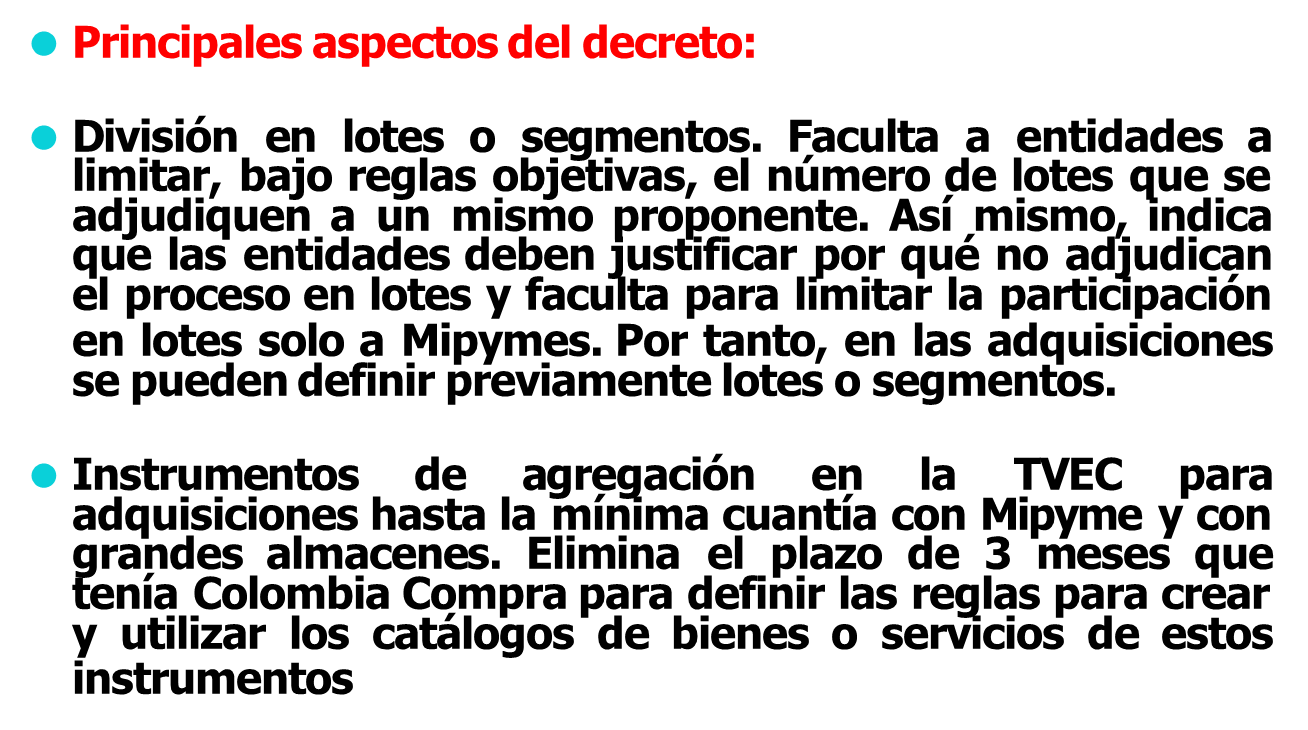 Principales aspectos del decreto:
División en lotes o segmentos. Faculta a entidades a
limitar, bajo reglas objetivas, el número de lotes que se
adjudiquen a un mismo proponente. Así mismo, indica
que las entidades deben justificar por qué no adjudican
el proceso en lotes y faculta para limitar la participación
en lotes solo a Mipymes. Por tanto, en las adquisiciones
se pueden definir previamente lotes o segmentos.
Instrumentos de agregación en la TVEC para
adquisiciones hasta la mínima cuantía con Mipyme y con
grandes almacenes. Elimina el plazo de 3 meses que
tenía Colombia Compra para definir las reglas para crear
y utilizar los catálogos de bienes o servicios de estos
instrumentos